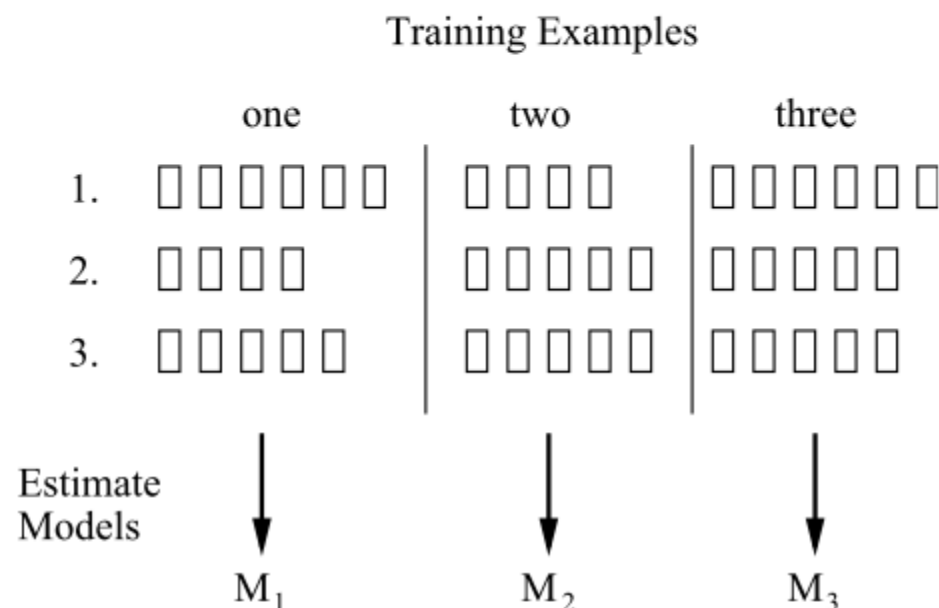 Training Examples
one two three
1.
2.
3.
Estimate
Models
M₁ M₂ M₃